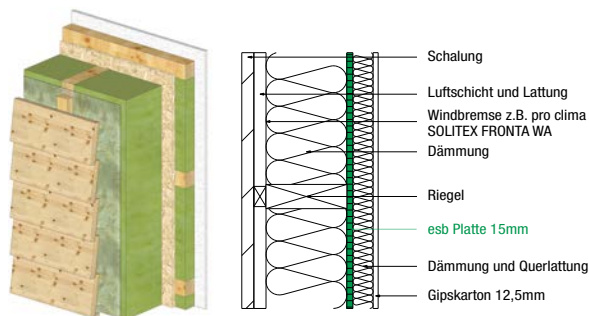 Schalung
Luftschicht und Lattung
Windbremse z.B. pro clima
SOLITEX FRONTA WA
Dämmung
Riegel
esb Platte 15mm
Dämmung und Querlattung
Gipskarton 12,5mm